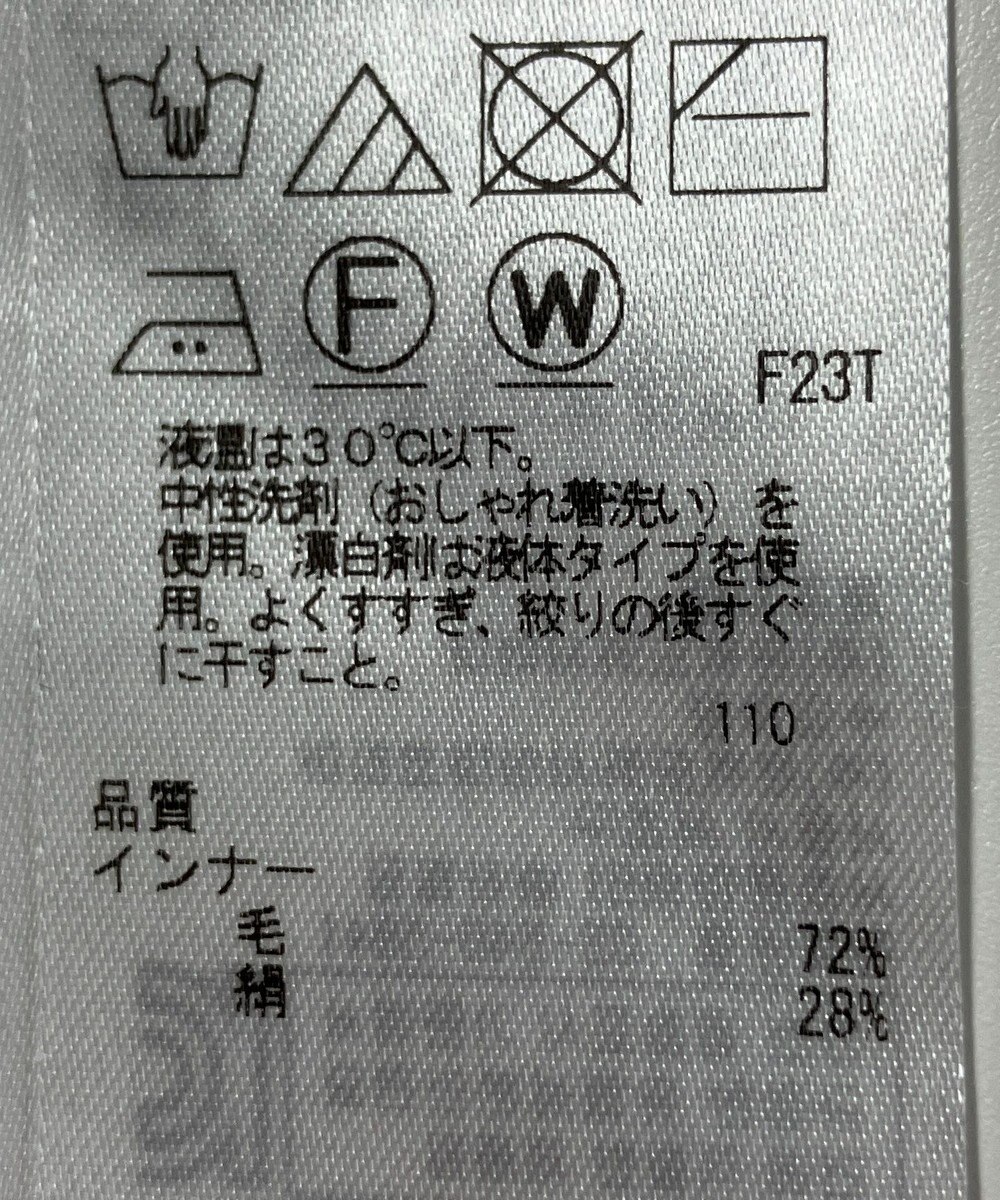 F
W
F23T
液温は30℃以下。
中性洗剤（おしゃれ着洗い）を
使用。漂白剤は液体タイプを使
用。よくすすぎ、絞りの後すぐ
に干すこと。
110
品質
インナー
毛 72%
絹 28%